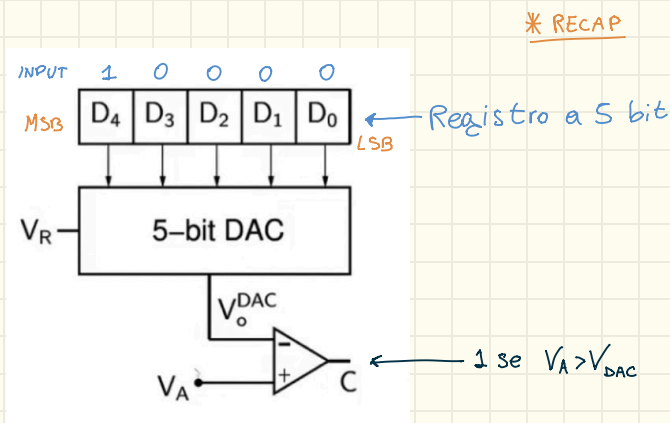 * RECAP
INPUT 1 0 0 0 0
MSB D4 D3 D2 D1 D0 Registro a 5 bit
LSB
VR 5-bit DAC
VoDAC
−
1 se VA>VDAC
VA + C